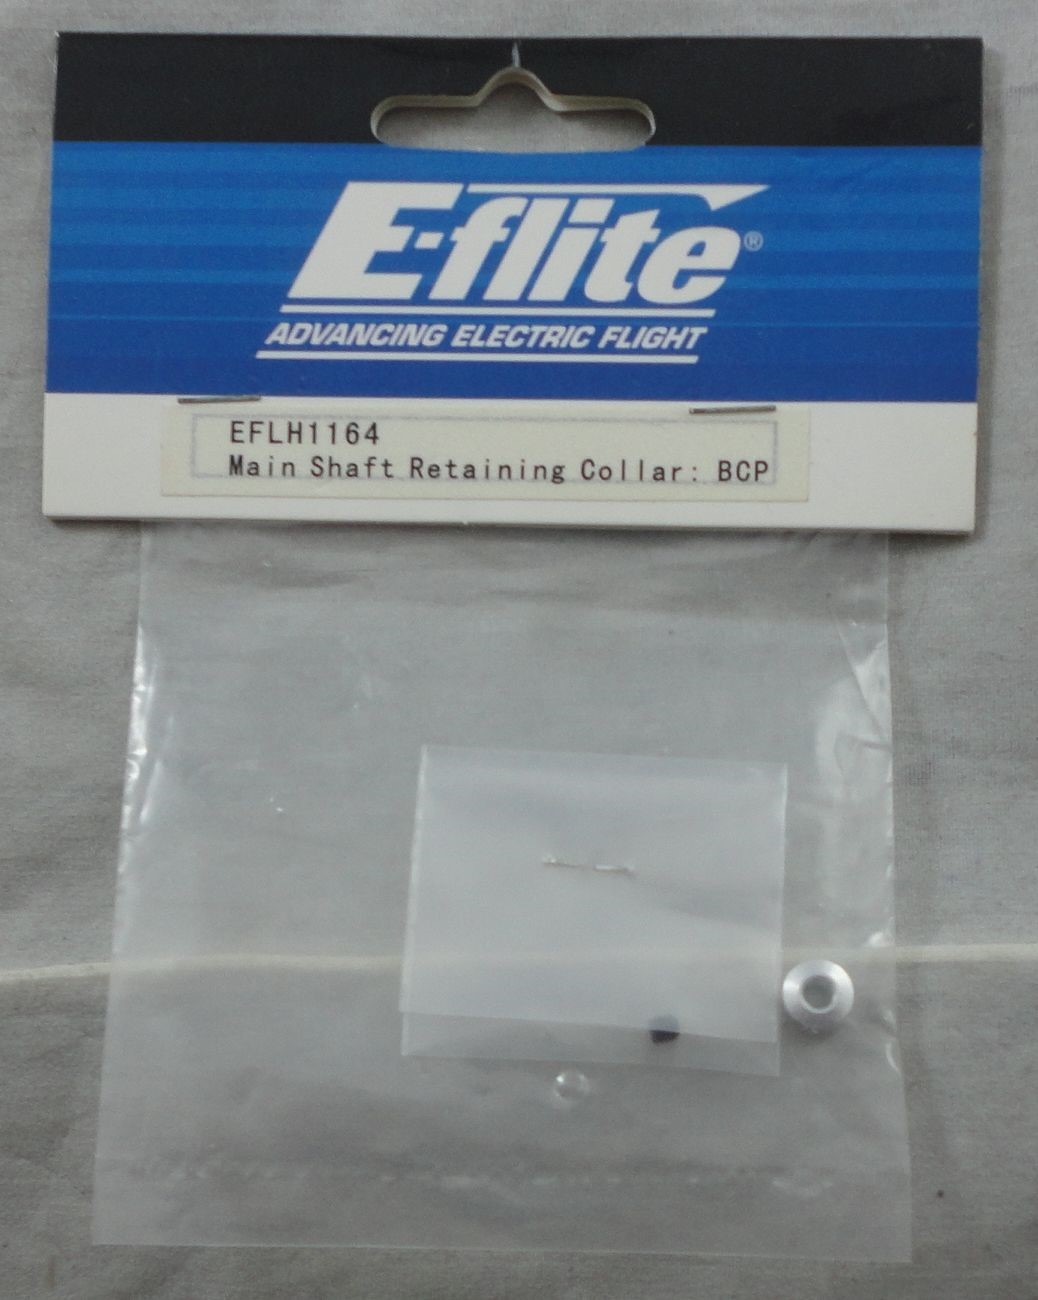 E-flite®
ADVANCING ELECTRIC FLIGHT
EFLH1164
Main Shaft Retaining Collar: BCP